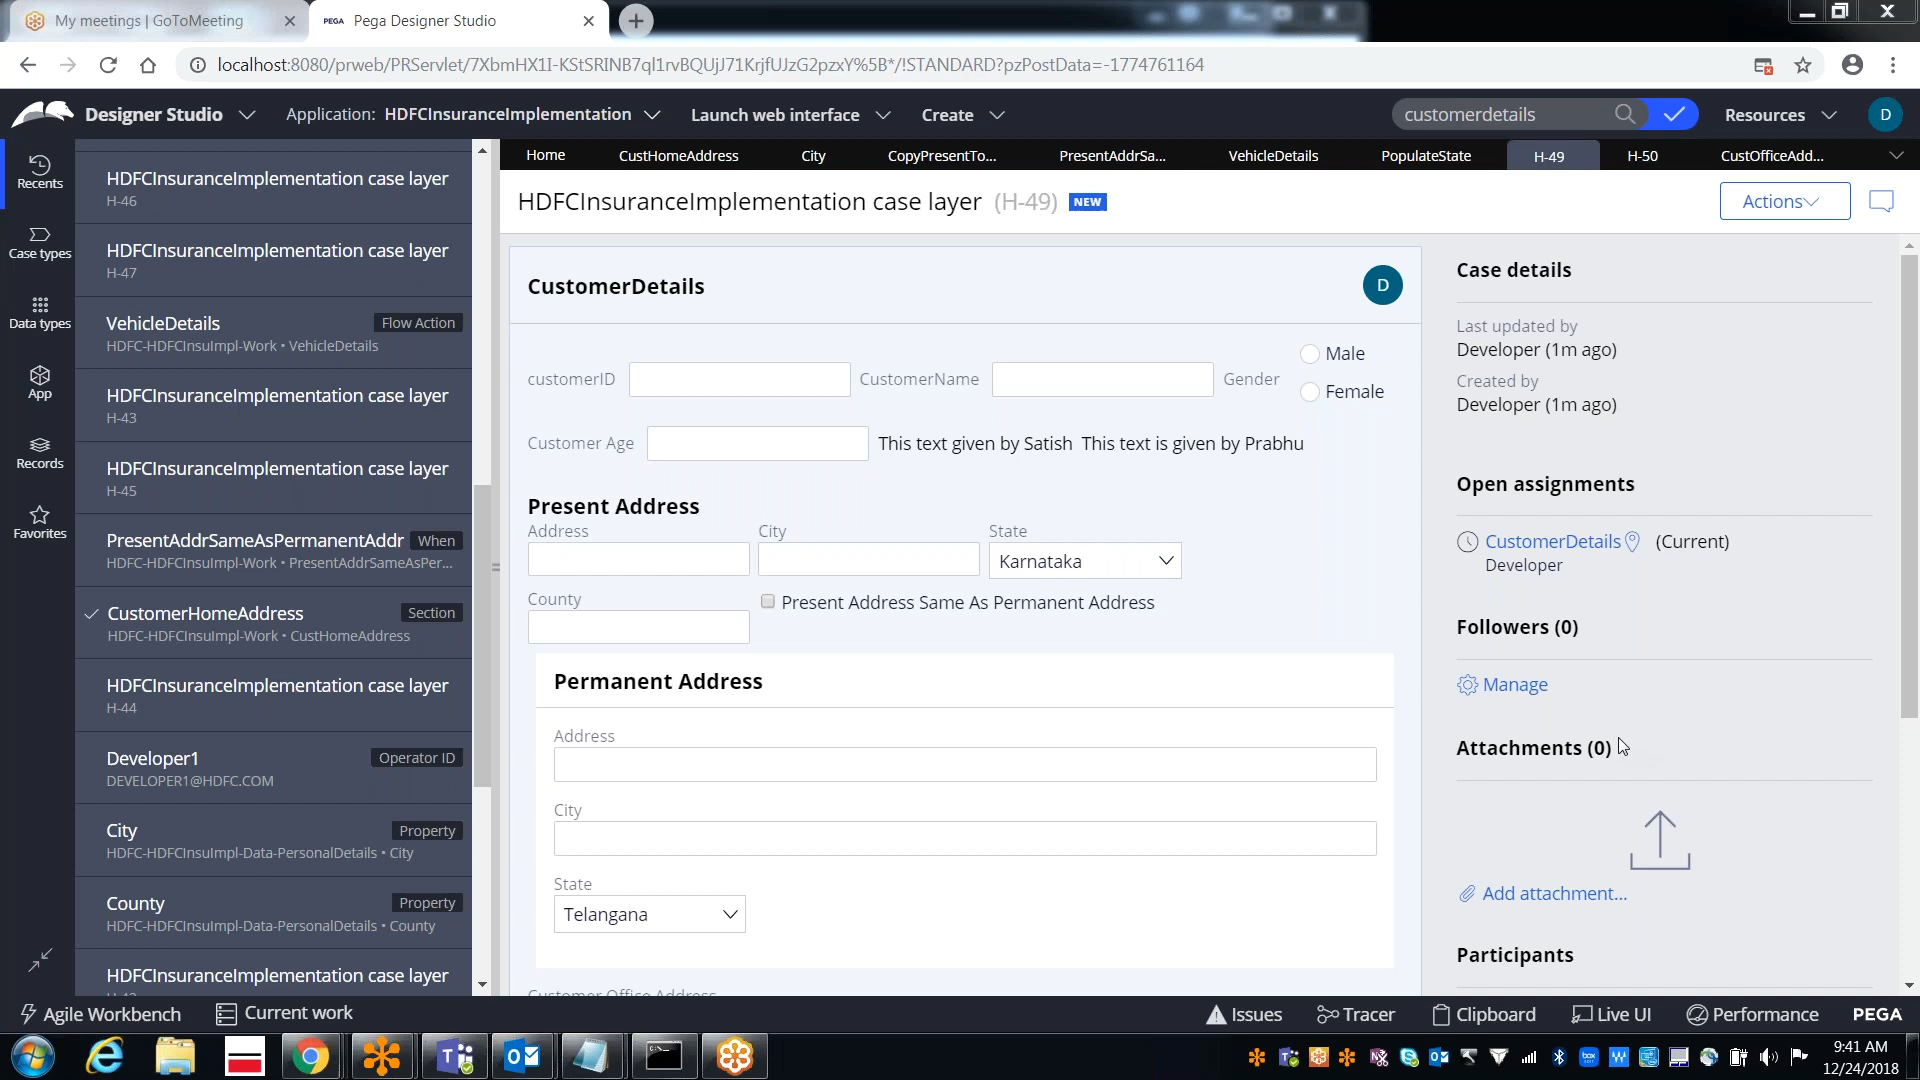 My meetings | GoToMeeting
PEGA Pega Designer Studio
localhost:8080/prweb/PRServlet/7XbmHX1I-KStSRINB7ql1rvBQUjJ71KrjfUJzG2pzxY%5B*/!STANDARD?pzPostData=-1774761164
Designer Studio
Application: HDFCInsuranceImplementation
Launch web interface
Create
customerdetails
Resources
D
Home
CustHomeAddress
City
CopyPresentTo...
PresentAddrSa...
VehicleDetails
PopulateState
H-49
H-50
CustOfficeAdd...
Recents
Case types
Data types
App
Records
Favorites
HDFCInsuranceImplementation case layer
H-46
HDFCInsuranceImplementation case layer
H-47
VehicleDetails Flow Action
HDFC-HDFCInsuImpl-Work • VehicleDetails
HDFCInsuranceImplementation case layer
H-43
HDFCInsuranceImplementation case layer
H-45
PresentAddrSameAsPermanentAddr When
HDFC-HDFCInsuImpl-Work • PresentAddrSameAsPer...
CustomerHomeAddress Section
HDFC-HDFCInsuImpl-Work • CustHomeAddress
HDFCInsuranceImplementation case layer
H-44
Developer1 Operator ID
DEVELOPER1@HDFC.COM
City Property
HDFC-HDFCInsuImpl-Data-PersonalDetails • City
County Property
HDFC-HDFCInsuImpl-Data-PersonalDetails • County
HDFCInsuranceImplementation case layer
HDFCInsuranceImplementation case layer (H-49) NEW
Actions
CustomerDetails
D
customerID
CustomerName
Gender
Male
Female
Customer Age
This text given by Satish This text is given by Prabhu
Present Address
Address
City
State
Karnataka
County
Present Address Same As Permanent Address
Permanent Address
Address
City
State
Telangana
Customer Office Address
Case details
Last updated by
Developer (1m ago)
Created by
Developer (1m ago)
Open assignments
CustomerDetails (Current)
Developer
Followers (0)
Manage
Attachments (0)
Add attachment...
Participants
Agile Workbench
Current work
Issues
Tracer
Clipboard
Live UI
Performance
PEGA
9:41 AM
12/24/2018